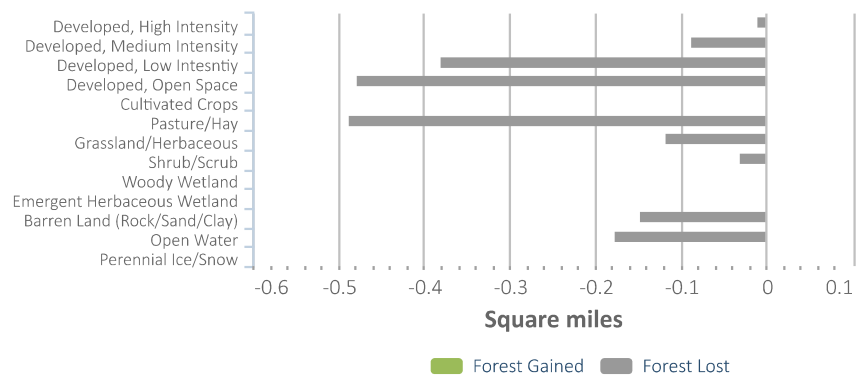 Developed, High Intensity
Developed, Medium Intensity
Developed, Low Intesntiy
Developed, Open Space
Cultivated Crops
Pasture/Hay
Grassland/Herbaceous
Shrub/Scrub
Woody Wetland
Emergent Herbaceous Wetland
Barren Land (Rock/Sand/Clay)
Open Water
Perennial Ice/Snow
-0.6 -0.5 -0.4 -0.3 -0.2 -0.1 0 0.1
Square miles
Forest Gained Forest Lost